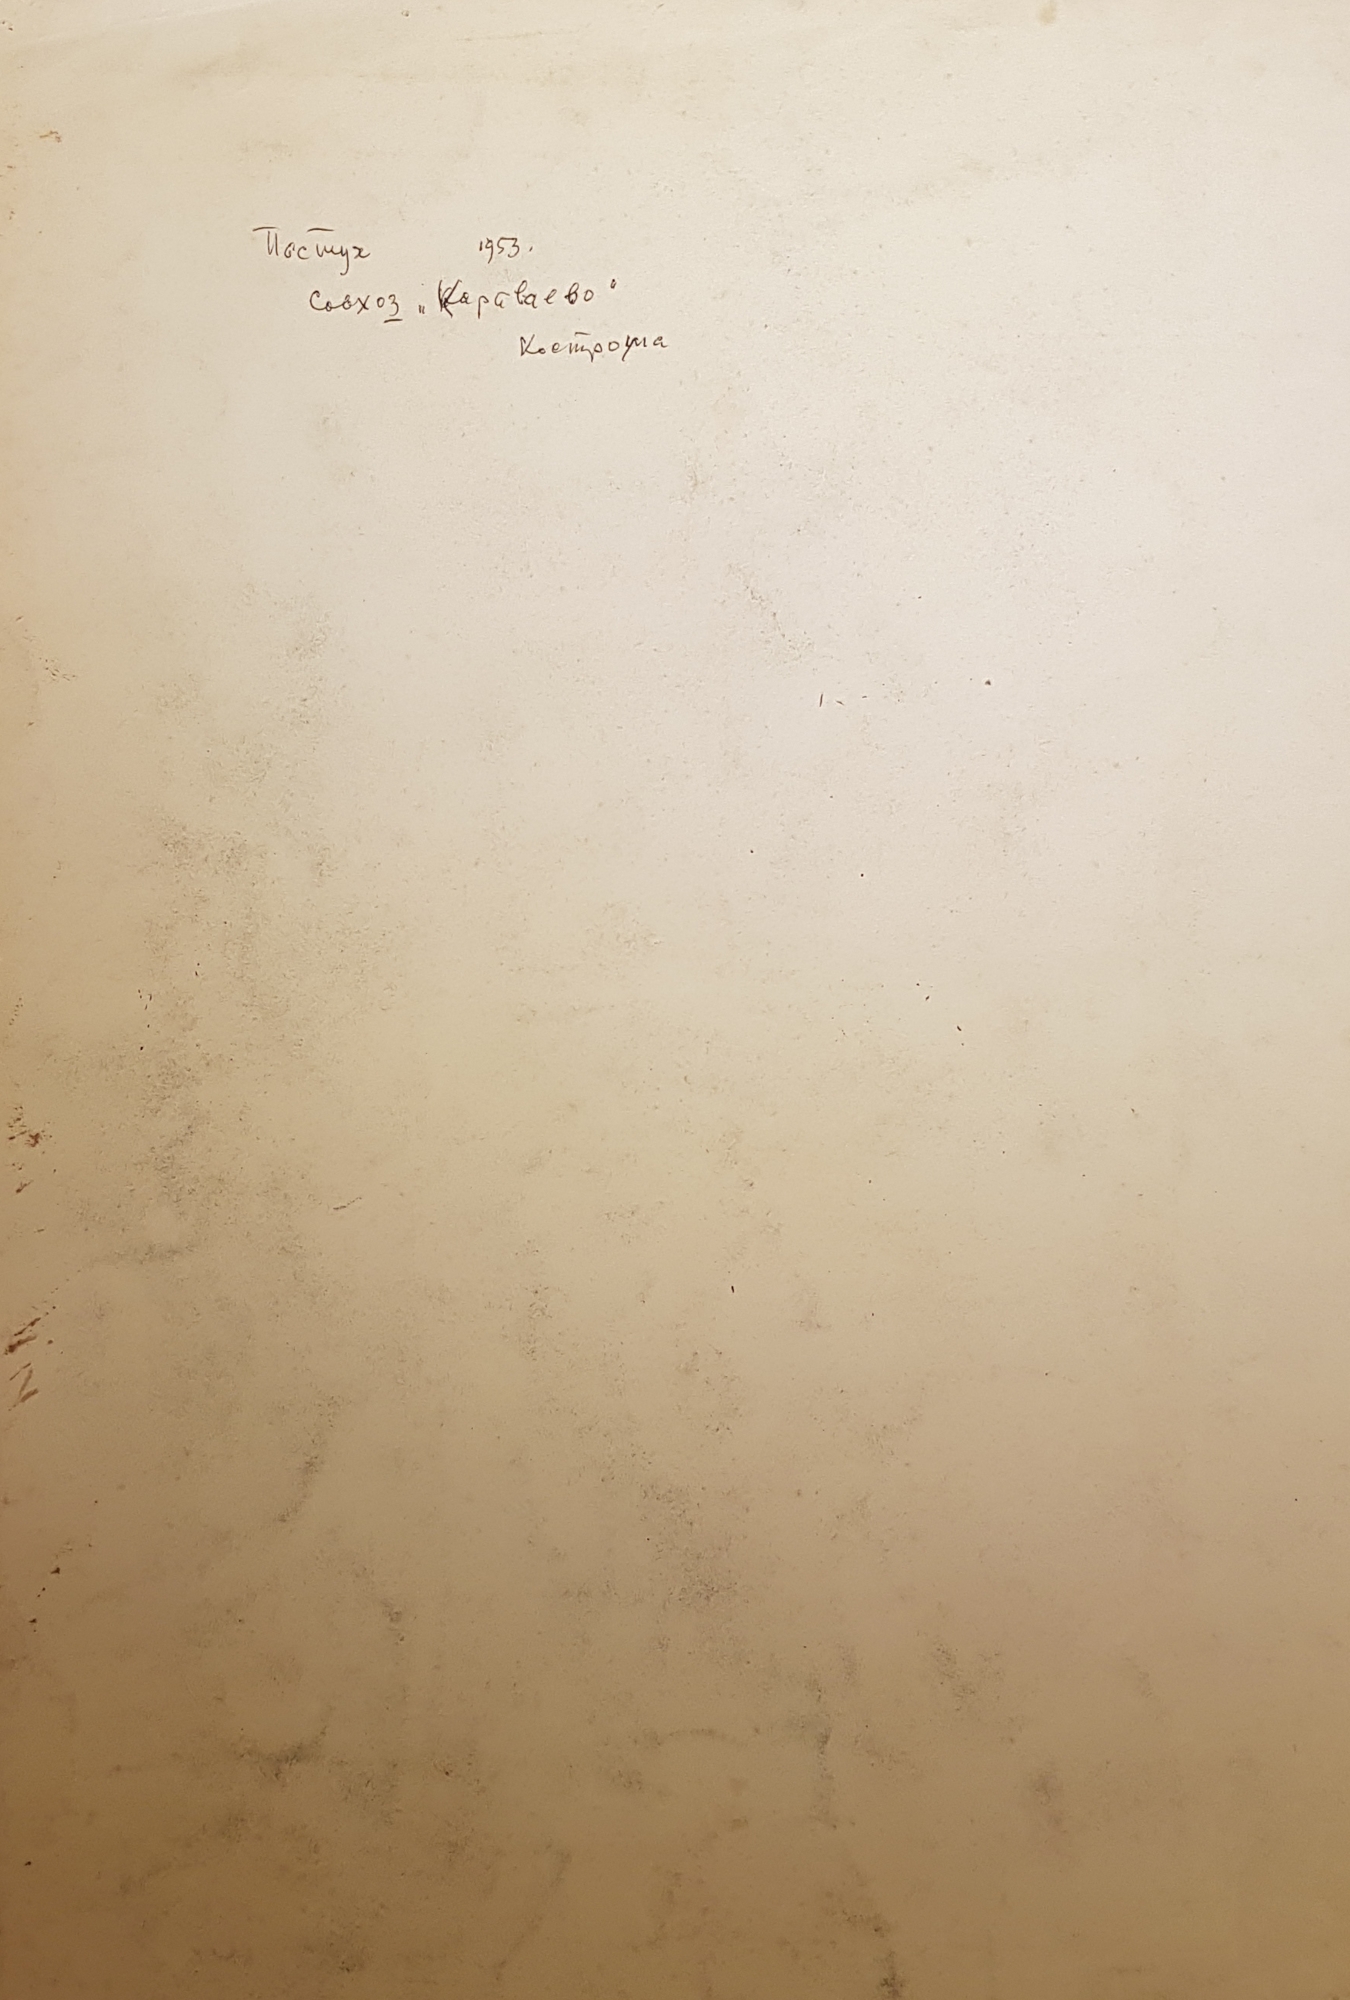 Пастух 1953.
Совхоз „Караваево"
Кострома